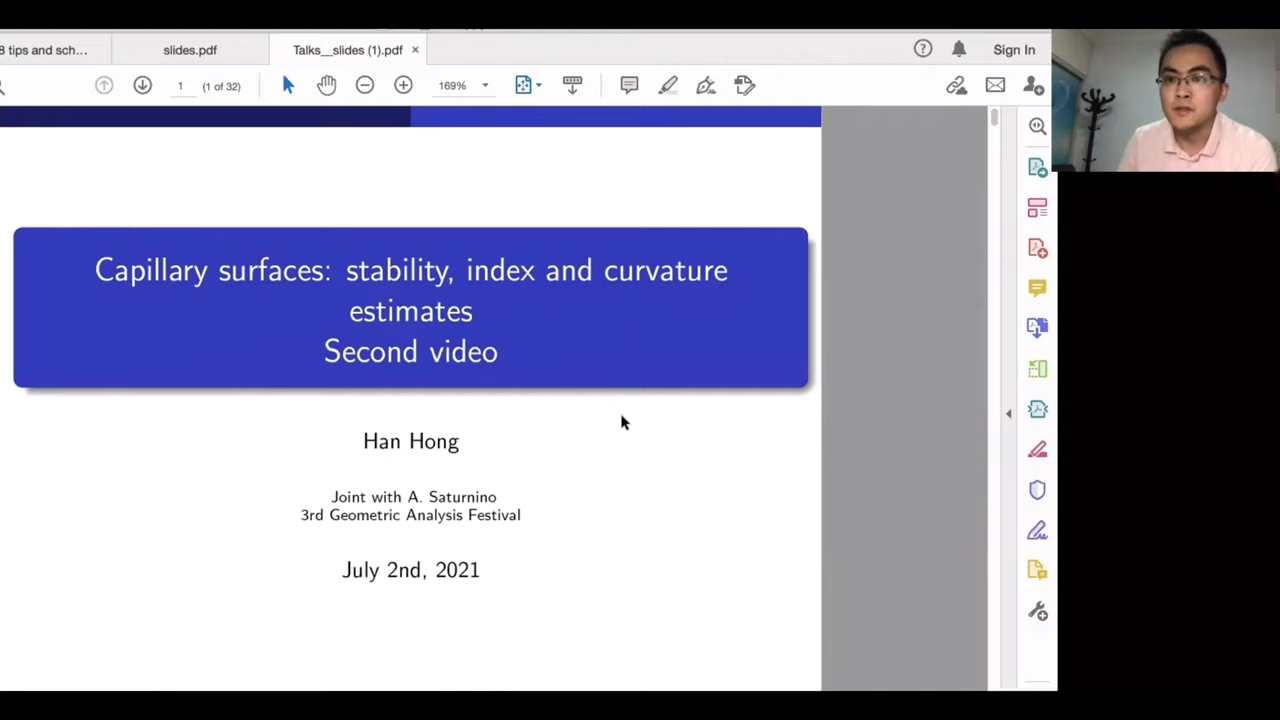 8 tips and sch...
slides.pdf
Talks__slides (1).pdf
Sign In
1
(1 of 32)
169%
Capillary surfaces: stability, index and curvature
estimates
Second video
Han Hong
Joint with A. Saturnino
3rd Geometric Analysis Festival
July 2nd, 2021